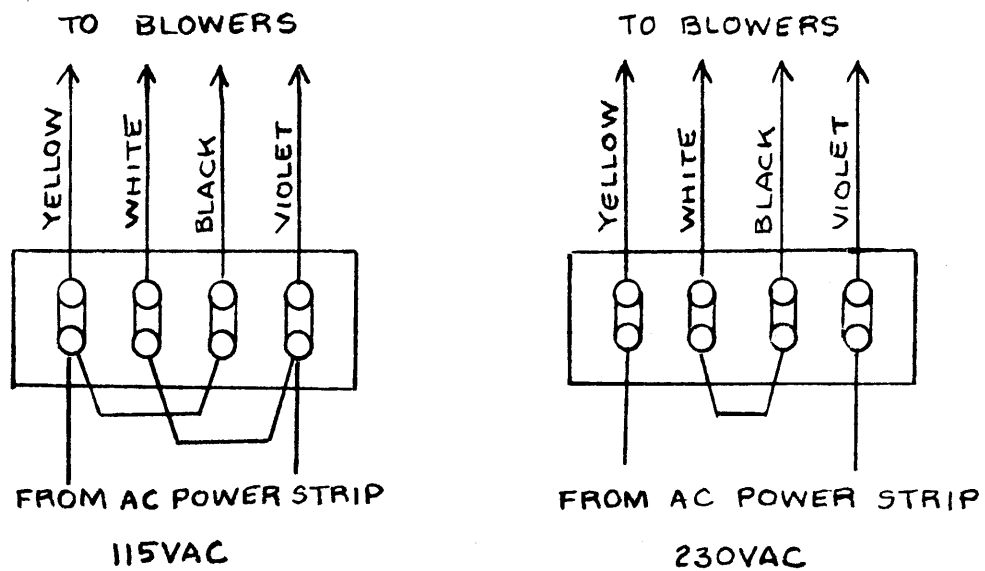 TO BLOWERS
YELLOW
WHITE
BLACK
VIOLET
FROM AC POWER STRIP
115VAC
TO BLOWERS
YELLOW
WHITE
BLACK
VIOLET
FROM AC POWER STRIP
230VAC